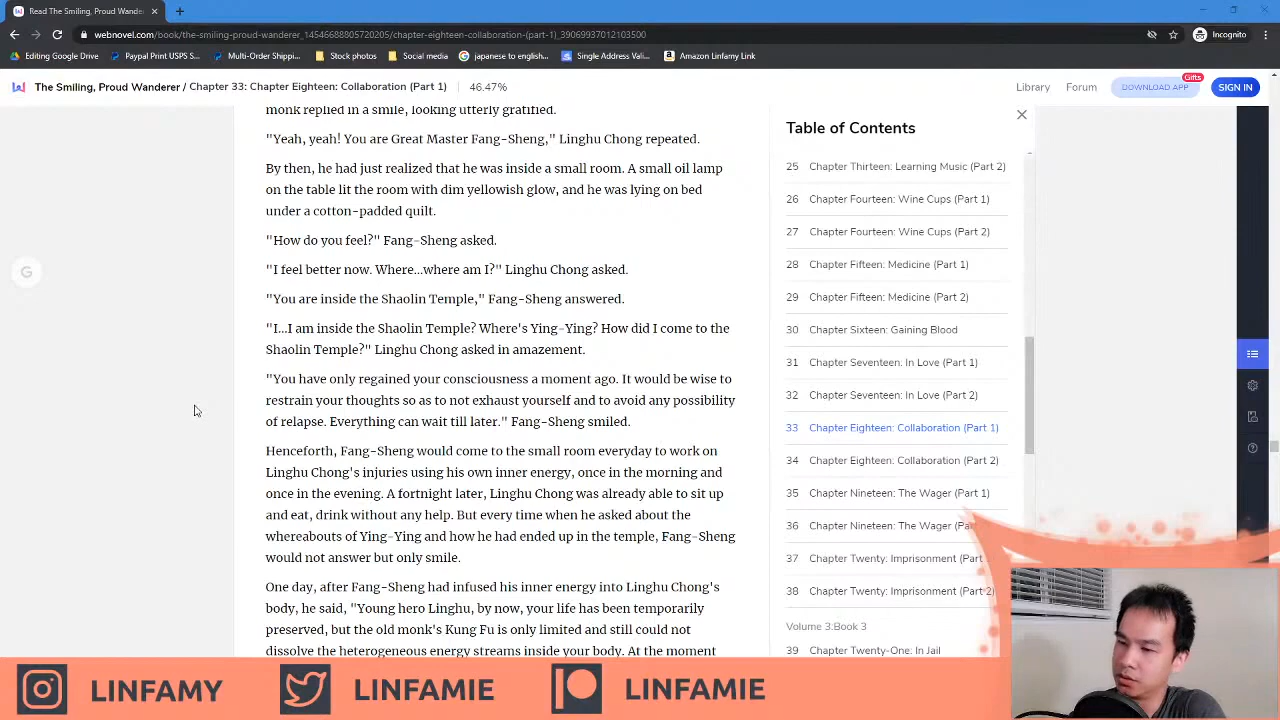 Read The Smiling, Proud Wande
webnovel.com/book/the-smiling-proud-wanderer_14546688805720205/chapter-eighteen-collaboration-(part-1)_39069937012103500
Incognito
Editing Google Drive
Paypal Print USPS S...
Multi-Order Shippi...
Stock photos
Social media
japanese to english...
Single Address Vali...
Amazon Linfamy Link
The Smiling, Proud Wanderer / Chapter 33: Chapter Eighteen: Collaboration (Part 1)
46.47%
Library
Forum
DOWNLOAD APP
Gifts
SIGN IN
monk replied in a smile, looking utterly gratified.
"Yeah, yeah! You are Great Master Fang-Sheng," Linghu Chong repeated.
By then, he had just realized that he was inside a small room. A small oil lamp
on the table lit the room with dim yellowish glow, and he was lying on bed
under a cotton-padded quilt.
"How do you feel?" Fang-Sheng asked.
"I feel better now. Where...where am I?" Linghu Chong asked.
"You are inside the Shaolin Temple," Fang-Sheng answered.
"I...I am inside the Shaolin Temple? Where's Ying-Ying? How did I come to the
Shaolin Temple?" Linghu Chong asked in amazement.
"You have only regained your consciousness a moment ago. It would be wise to
restrain your thoughts so as to not exhaust yourself and to avoid any possibility
of relapse. Everything can wait till later." Fang-Sheng smiled.
Henceforth, Fang-Sheng would come to the small room everyday to work on
Linghu Chong's injuries using his own inner energy, once in the morning and
once in the evening. A fortnight later, Linghu Chong was already able to sit up
and eat, drink without any help. But every time when he asked about the
whereabouts of Ying-Ying and how he had ended up in the temple, Fang-Sheng
would not answer but only smile.
One day, after Fang-Sheng had infused his inner energy into Linghu Chong's
body, he said, "Young hero Linghu, by now, your life has been temporarily
preserved, but the old monk's Kung Fu is only limited and still could not
dissolve the heterogeneous energy streams inside your body. At the moment
Table of Contents
25 Chapter Thirteen: Learning Music (Part 2)
26 Chapter Fourteen: Wine Cups (Part 1)
27 Chapter Fourteen: Wine Cups (Part 2)
28 Chapter Fifteen: Medicine (Part 1)
29 Chapter Fifteen: Medicine (Part 2)
30 Chapter Sixteen: Gaining Blood
31 Chapter Seventeen: In Love (Part 1)
32 Chapter Seventeen: In Love (Part 2)
33 Chapter Eighteen: Collaboration (Part 1)
34 Chapter Eighteen: Collaboration (Part 2)
35 Chapter Nineteen: The Wager (Part 1)
36 Chapter Nineteen: The Wager (Pa
37 Chapter Twenty: Imprisonment (Part
38 Chapter Twenty: Imprisonment (Part 2)
Volume 3:Book 3
39 Chapter Twenty-One: In Jail
LINFAMY
LINFAMIE
LINFAMIE